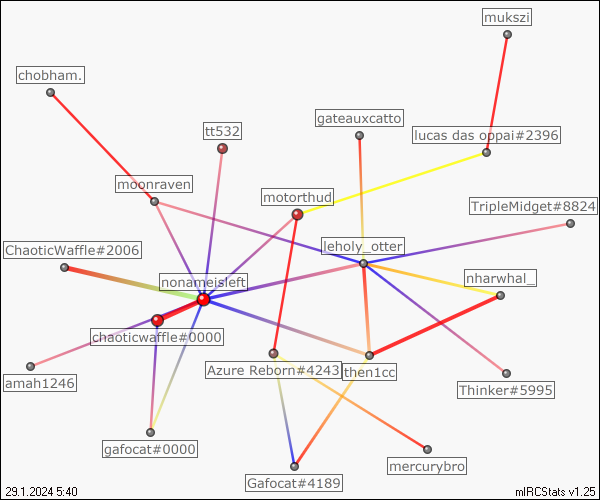 mukszi
chobham.
gateauxcatto
tt532
lucas das oppai#2396
moonraven
motorthud
TripleMidget#8824
ChaoticWaffle#2006
leholy_otter
nonameisleft
nharwhal_
chaoticwaffle#0000
Azure Reborn#4243
then1cc
amah1246
Thinker#5995
gafocat#0000
mercurybro
Gafocat#4189
29.1.2024 5:40
mIRCStats v1.25